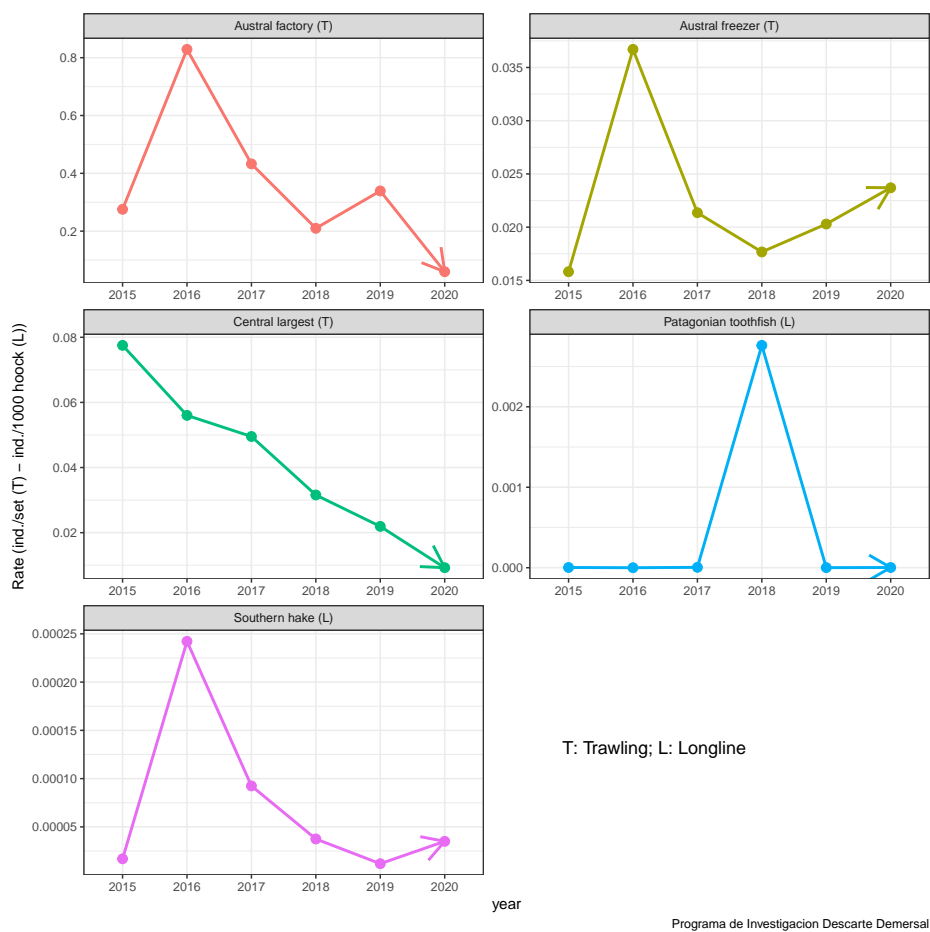 Austral factory (T)
Austral freezer (T)
0.8
0.6
0.4
0.2
0.035
0.030
0.025
0.020
0.015
2015 2016 2017 2018 2019 2020
2015 2016 2017 2018 2019 2020
Central largest (T)
Patagonian toothfish (L)
0.08
0.06
0.04
0.02
0.002
0.001
0.000
2015 2016 2017 2018 2019 2020
2015 2016 2017 2018 2019 2020
Rate (ind./set (T) − ind./1000 hoock (L))
Southern hake (L)
0.00025
0.00020
0.00015
0.00010
0.00005
2015 2016 2017 2018 2019 2020
T: Trawling; L: Longline
year
Programa de Investigacion Descarte Demersal